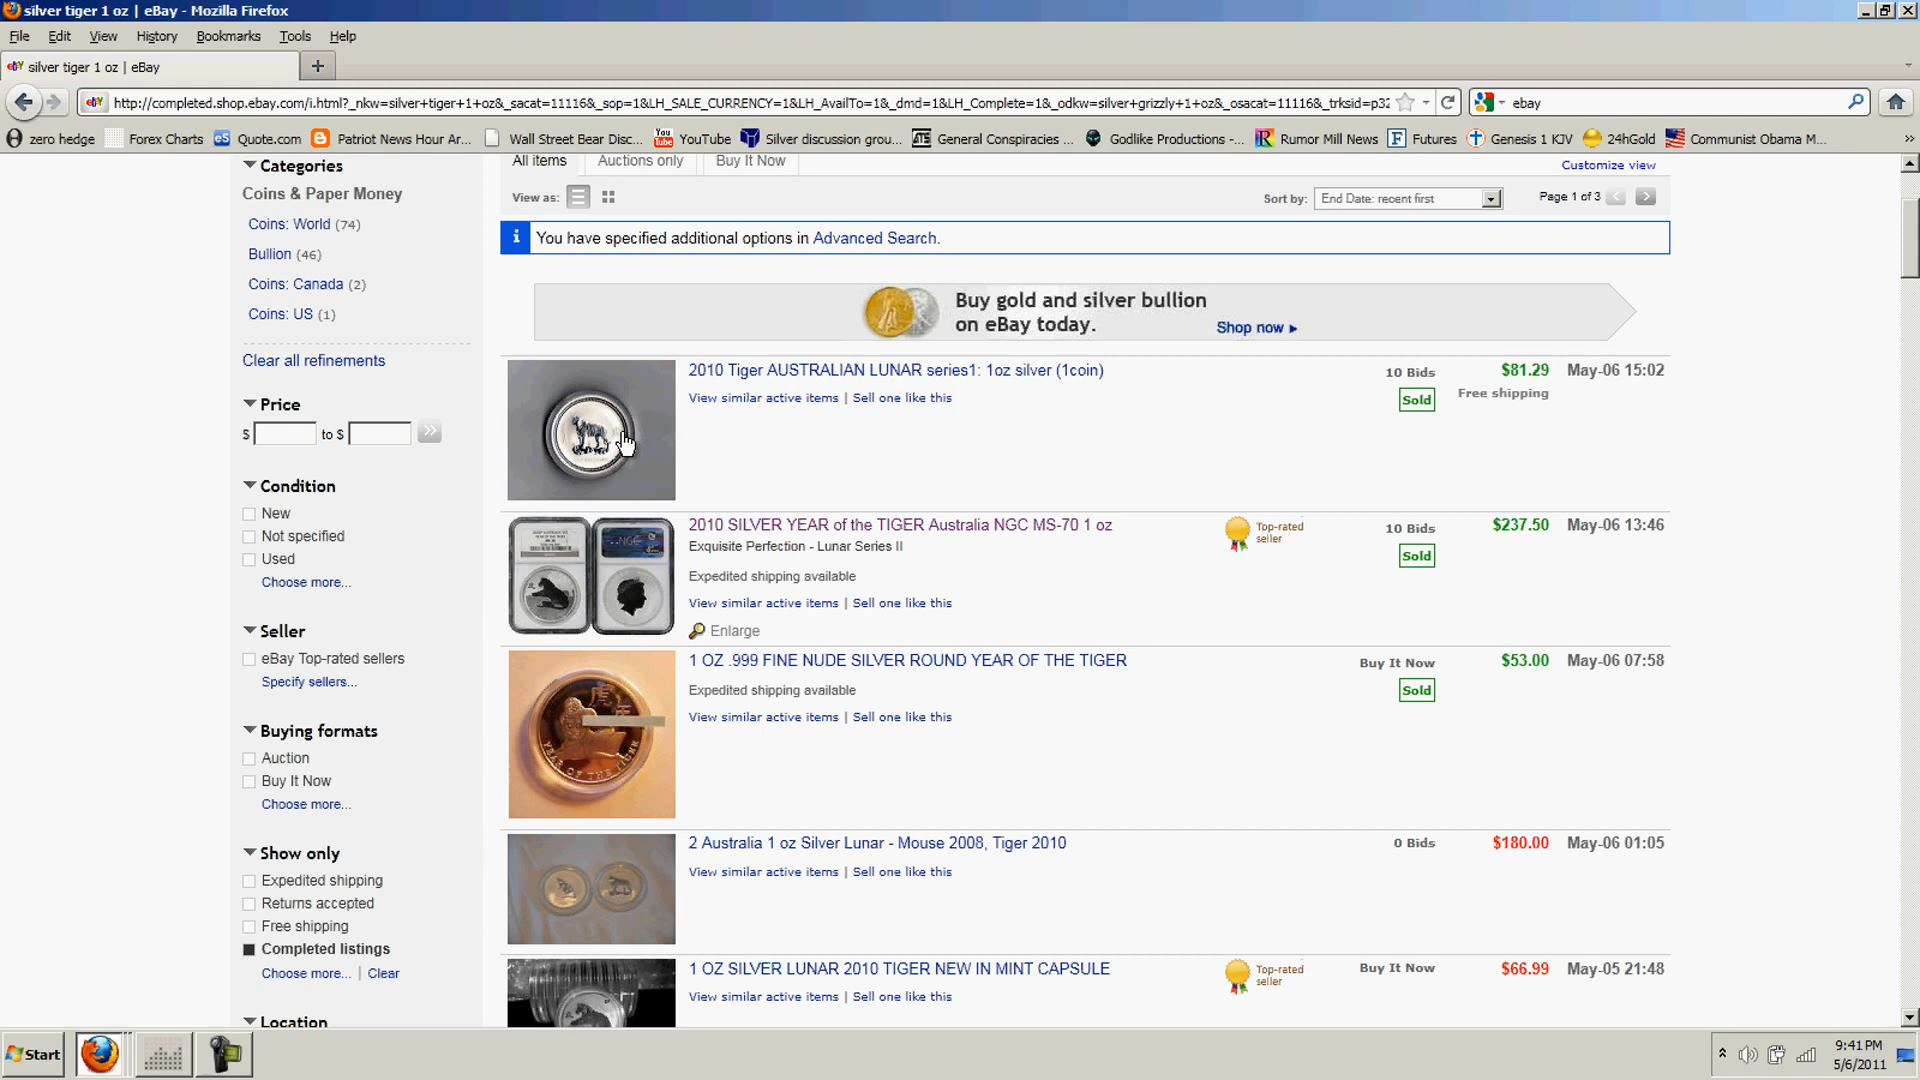 silver tiger 1 oz | eBay - Mozilla Firefox
File Edit View History Bookmarks Tools Help
silver tiger 1 oz | eBay
http://completed.shop.ebay.com/i.html?_nkw=silver+tiger+1+oz&_sacat=11116&_sop=1&LH_SALE_CURRENCY=1&LH_AvailTo=1&_dmd=1&LH_Complete=1&_odkw=silver+grizzly+1+oz&_osacat=11116&_trksid=p32 ebay
zero hedge Forex Charts Quote.com Patriot News Hour Ar... Wall Street Bear Disc... YouTube Silver discussion grou... General Conspiracies ... Godlike Productions -... Rumor Mill News Futures Genesis 1 KJV 24hGold Communist Obama M...
Categories
Coins & Paper Money
Coins: World (74)
Bullion (46)
Coins: Canada (2)
Coins: US (1)
Clear all refinements
Price
$ to $
Condition
New
Not specified
Used
Choose more...
Seller
eBay Top-rated sellers
Specify sellers...
Buying formats
Auction
Buy It Now
Choose more...
Show only
Expedited shipping
Returns accepted
Free shipping
Completed listings
Choose more... | Clear
Location
All items Auctions only Buy It Now Customize view
View as: Sort by: End Date: recent first Page 1 of 3
You have specified additional options in Advanced Search.
Buy gold and silver bullion
on eBay today. Shop now
2010 Tiger AUSTRALIAN LUNAR series1: 1oz silver (1coin) 10 Bids $81.29 May-06 15:02
View similar active items | Sell one like this Sold Free shipping
2010 SILVER YEAR of the TIGER Australia NGC MS-70 1 oz Top-rated seller 10 Bids $237.50 May-06 13:46
Exquisite Perfection - Lunar Series II Sold
Expedited shipping available
View similar active items | Sell one like this
Enlarge
NGC
1 OZ .999 FINE NUDE SILVER ROUND YEAR OF THE TIGER Buy It Now $53.00 May-06 07:58
Expedited shipping available Sold
View similar active items | Sell one like this
YEAR OF THE TIGER
2 Australia 1 oz Silver Lunar - Mouse 2008, Tiger 2010 0 Bids $180.00 May-06 01:05
View similar active items | Sell one like this
1 OZ SILVER LUNAR 2010 TIGER NEW IN MINT CAPSULE Top-rated seller Buy It Now $66.99 May-05 21:48
View similar active items | Sell one like this
Start
9:41 PM
5/6/2011